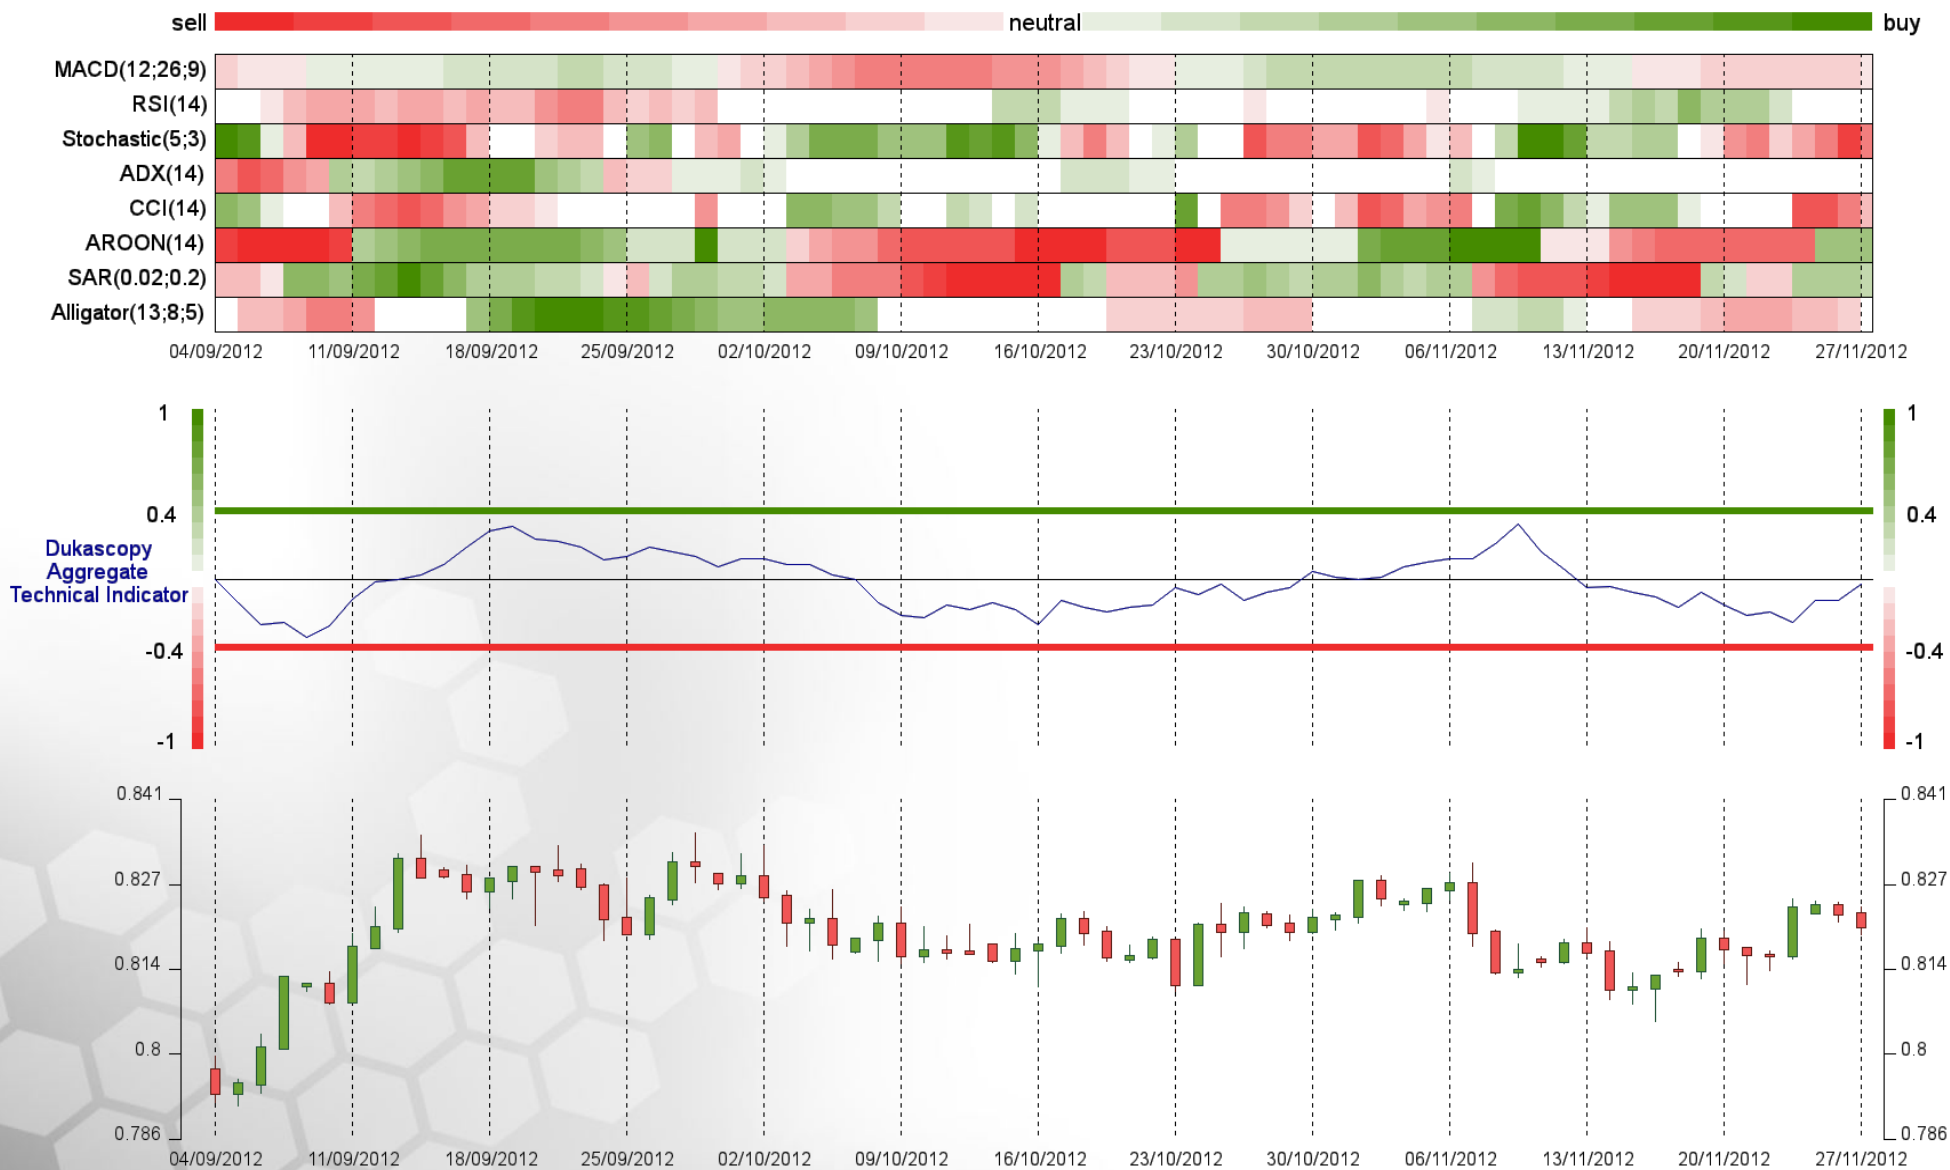 sell neutral buy
MACD(12;26;9)
RSI(14)
Stochastic(5;3)
ADX(14)
CCI(14)
AROON(14)
SAR(0.02;0.2)
Alligator(13;8;5)
04/09/2012 11/09/2012 18/09/2012 25/09/2012 02/10/2012 09/10/2012 16/10/2012 23/10/2012 30/10/2012 06/11/2012 13/11/2012 20/11/2012 27/11/2012
1 1
0.4 0.4
Dukascopy
Aggregate
Technical Indicator
-0.4 -0.4
-1 -1
0.841 0.841
0.827 0.827
0.814 0.814
0.8 0.8
0.786 0.786
04/09/2012 11/09/2012 18/09/2012 25/09/2012 02/10/2012 09/10/2012 16/10/2012 23/10/2012 30/10/2012 06/11/2012 13/11/2012 20/11/2012 27/11/2012